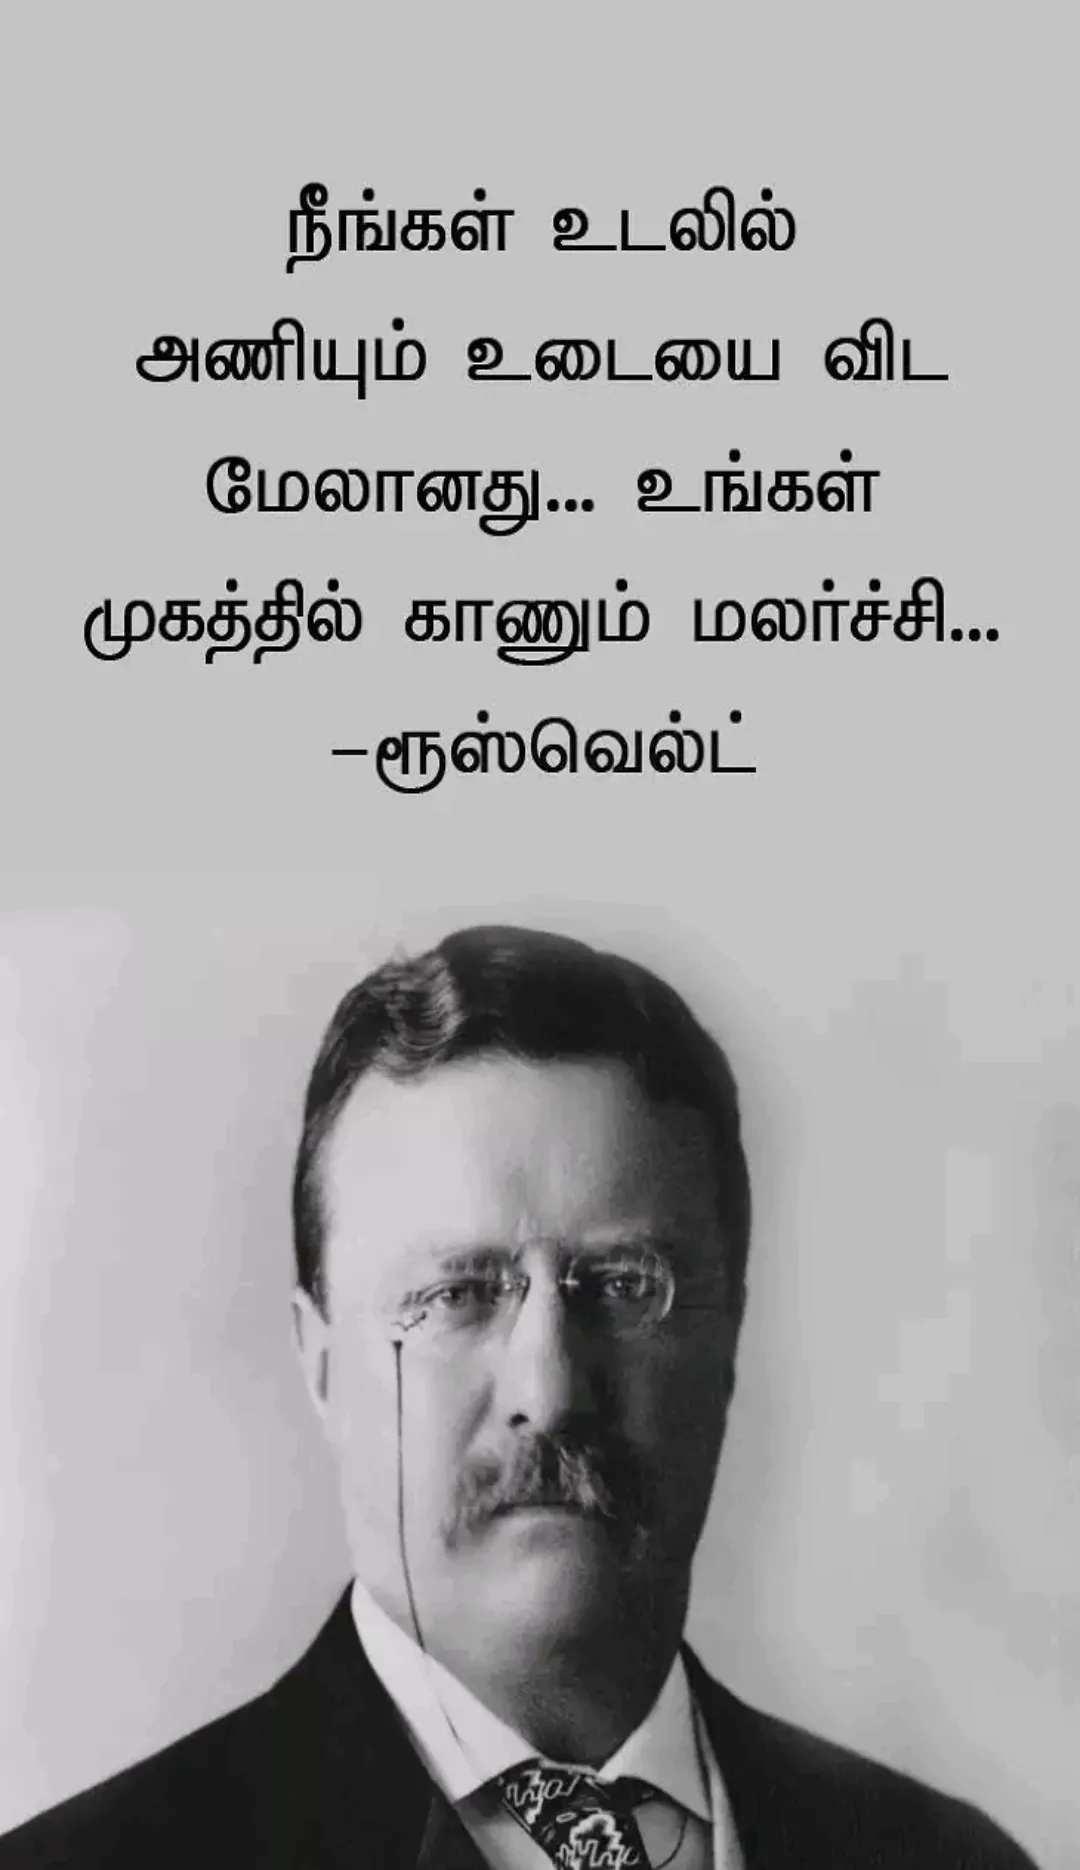 நீங்கள் உடலில்
அணியும் உடையை விட
மேலானது... உங்கள்
முகத்தில் காணும் மலர்ச்சி...
-ரூஸ்வெல்ட்